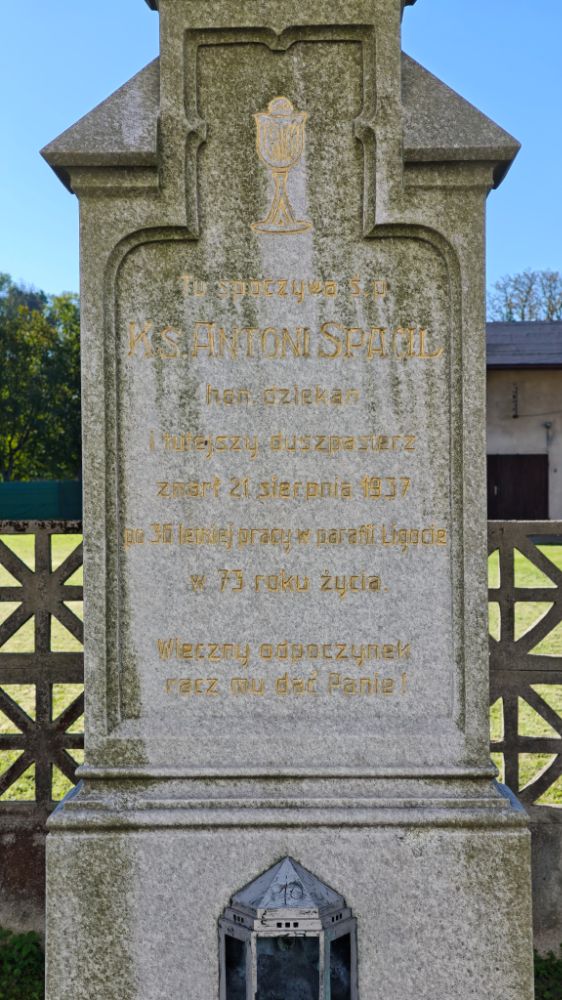 Tu spoczywa ś.p.
Ks. Antoni Spacil
hon. dziekan
i tutejszy duszpasterz
zmarł 21 sierpnia 1937
po 36 letniej pracy w parafii Ligocie
w 73 roku życia.
Wieczny odpoczynek
racz mu dać Panie!
10